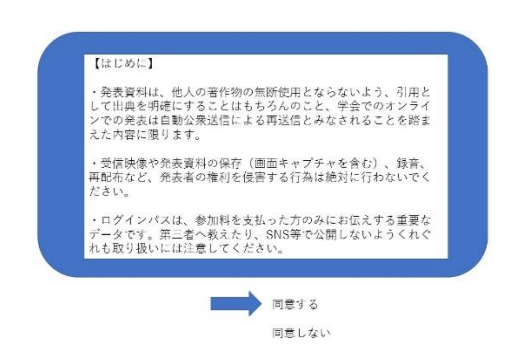 【はじめに】
・発表資料は、他人の著作物の無断使用とならないよう、引用と
して出典を明確にすることはもちろんのこと、学会でのオンライ
ンでの発表は自動公衆送信による再送信とみなされることを踏ま
えた内容に限ります。
・受信映像や発表資料の保存（画面キャプチャを含む）、録音、
再配布など、発表者の権利を侵害する行為は絶対に行わないでく
ださい。
・ログインパスは、参加料を支払った方のみにお伝えする重要な
データです。第三者へ教えたり、SNS等で公開しないようくれぐ
れも取り扱いには注意してください。
同意する
同意しない